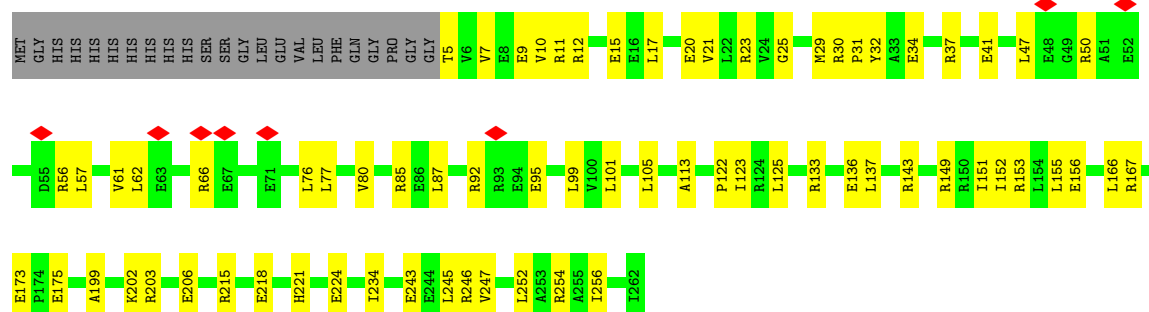 MET GLY HIS HIS HIS HIS HIS HIS HIS HIS HIS HIS SER SER GLY LEU GLU VAL LEU PHE GLN GLY PRO GLY GLY T5 V6 V7 E8 E9 V10 R11 R12 E15 E16 L17 E20 V21 L22 R23 V24 G25 M29 R30 P31 Y32 A33 E34 R37 E41 L47 E48 G49 R50 A51 E52
D55 R56 L57 V61 L62 E63 R66 E67 E71 L76 L77 V80 R85 E86 L87 R92 R93 E94 E95 L99 V100 L101 L105 A113 P122 I123 R124 L125 R133 E136 L137 R143 R149 R150 I151 I152 R153 L154 L155 E156 L166 R167
E173 P174 E175 A199 K202 R203 E206 R215 E218 H221 E224 I234 E243 E244 L245 R246 V247 L252 A253 R254 A255 I256 I262